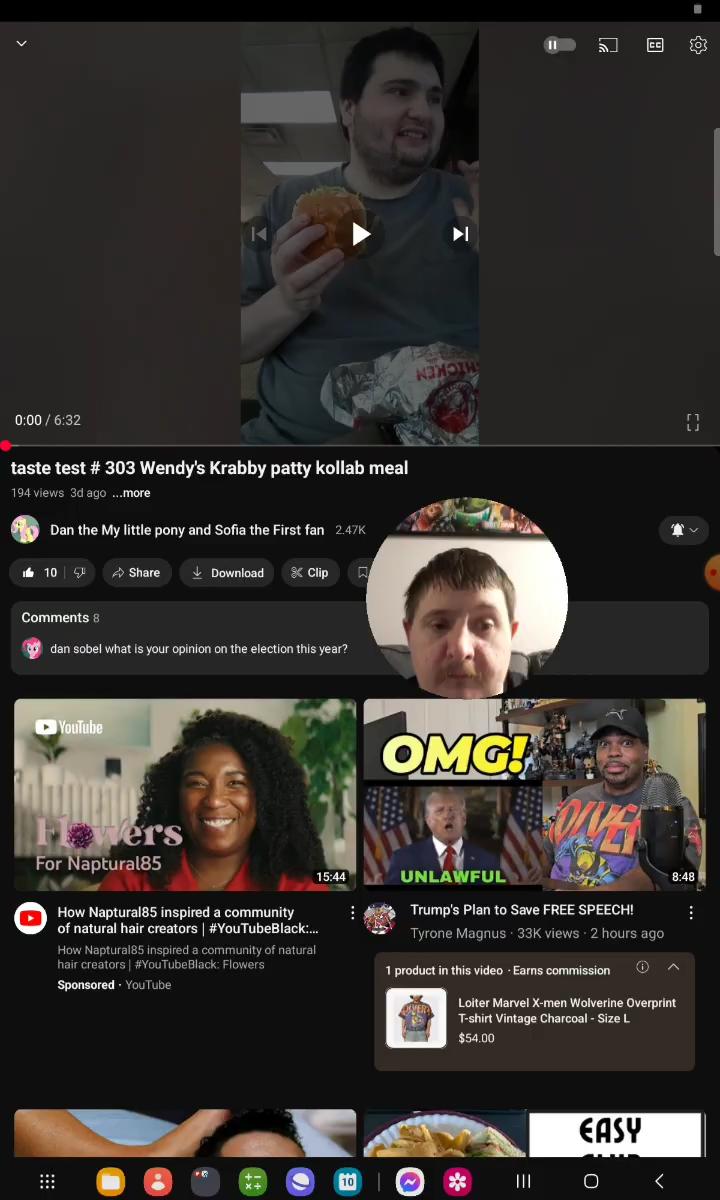 CC
CHICKEN
0:00 / 6:32
taste test # 303 Wendy's Krabby patty kollab meal
194 views 3d ago ...more
Dan the My little pony and Sofia the First fan 2.47K
10 Share Download Clip
Comments 8
dan sobel what is your opinion on the election this year?
YouTube
Flowers
For Naptural85
15:44
OMG!
UNLAWFUL
8:48
How Naptural85 inspired a community
of natural hair creators | #YouTubeBlack:...
How Naptural85 inspired a community of natural
hair creators | #YouTubeBlack: Flowers
Sponsored · YouTube
Trump's Plan to Save FREE SPEECH!
Tyrone Magnus · 33K views · 2 hours ago
1 product in this video · Earns commission
Loiter Marvel X-men Wolverine Overprint
T-shirt Vintage Charcoal - Size L
$54.00
EASY
10